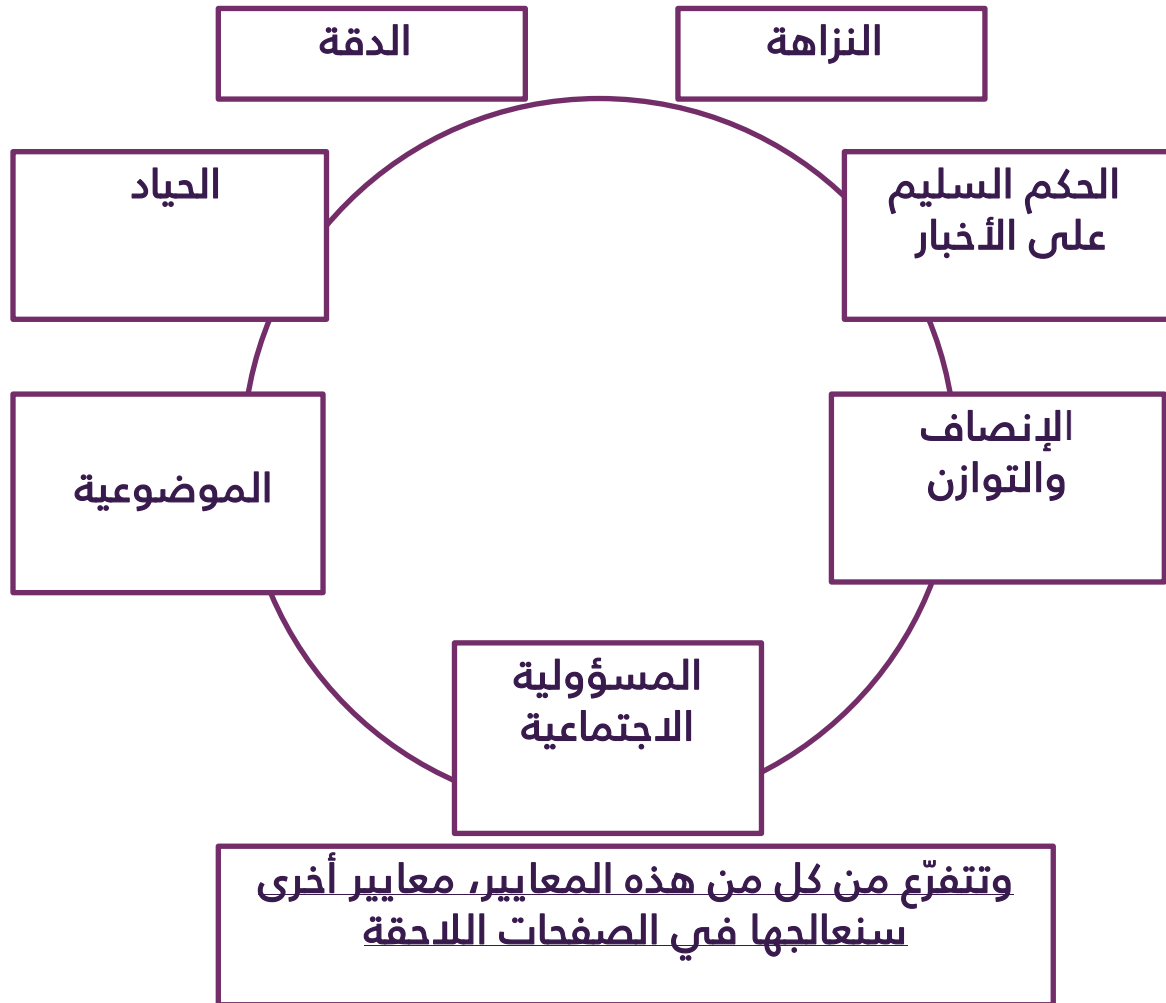 النزاهة
الدقة
الحكم السليم
على الأخبار
الحياد
الإنصاف
والتوازن
الموضوعية
المسؤولية
الاجتماعية
وتتفرّع من كل من هذه المعايير، معايير أخرى
سنعالجها في الصفحات اللاحقة